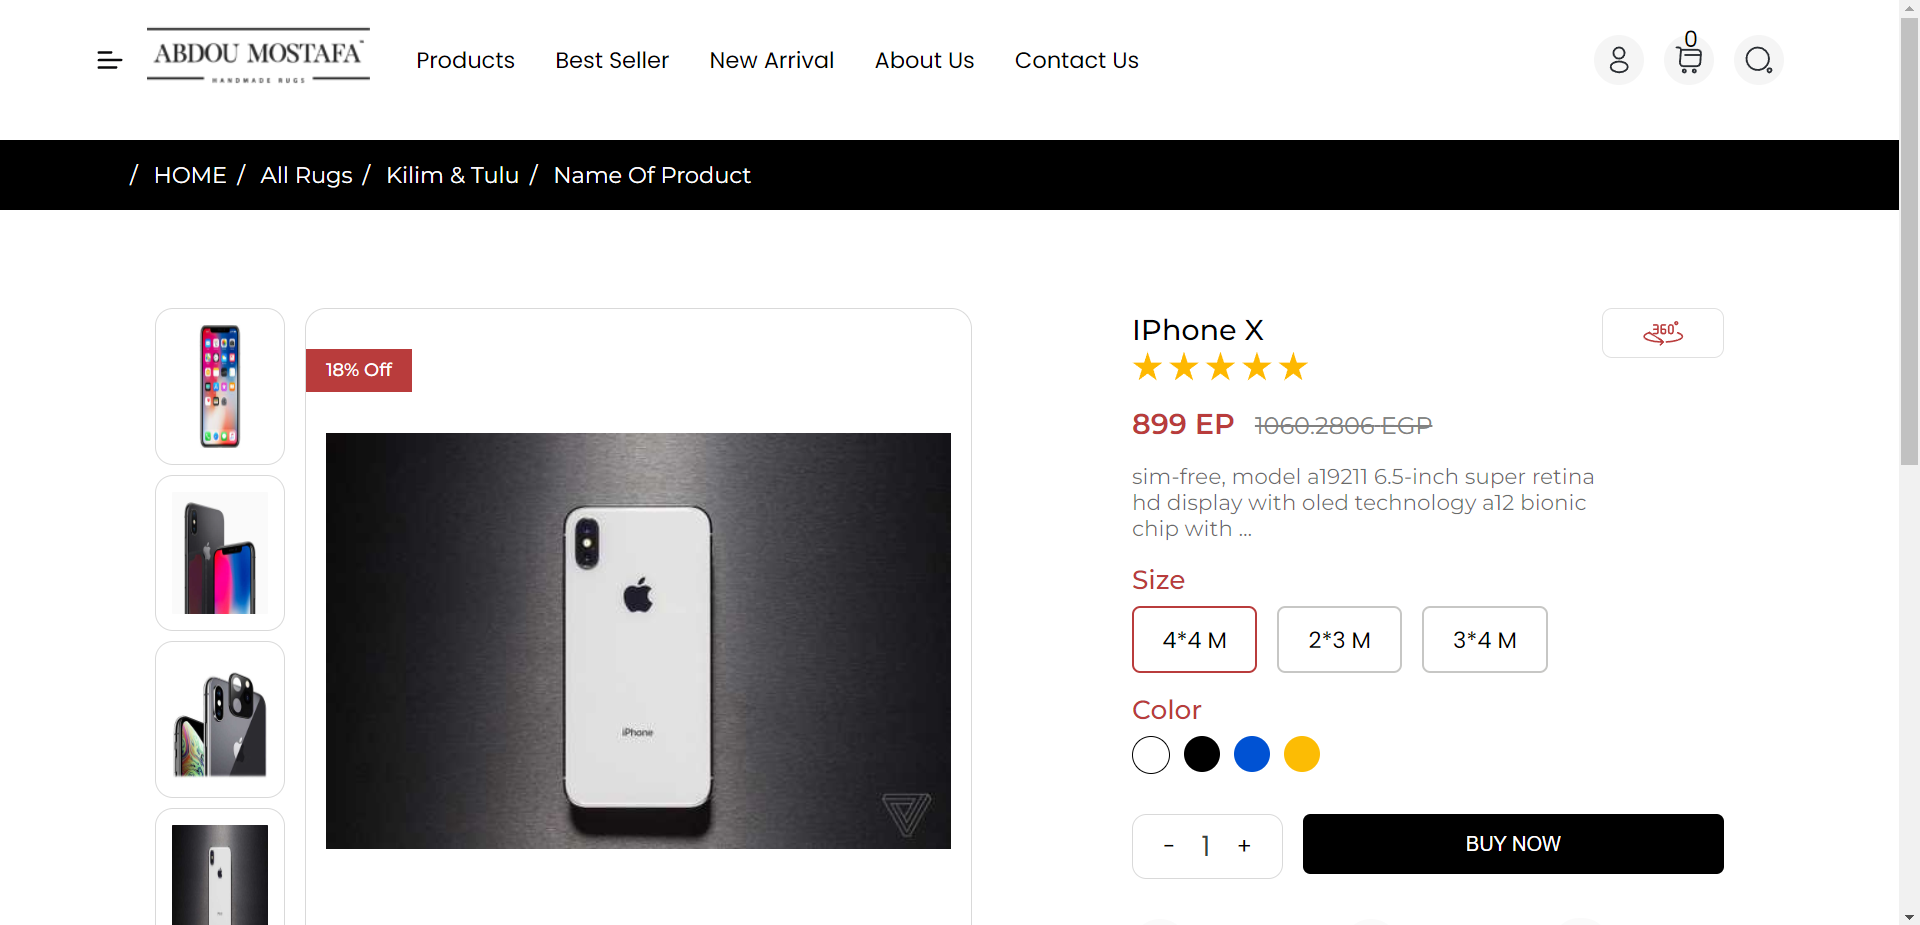 ABDOU MOSTAFA™
HANDMADE RUGS
Products
Best Seller
New Arrival
About Us
Contact Us
0
/ HOME / All Rugs / Kilim & Tulu / Name Of Product
18% Off
iPhone
IPhone X
360°
899 EP 1060.2806 EGP
sim-free, model a19211 6.5-inch super retina
hd display with oled technology a12 bionic
chip with ...
Size
4*4 M
2*3 M
3*4 M
Color
- 1 +
BUY NOW